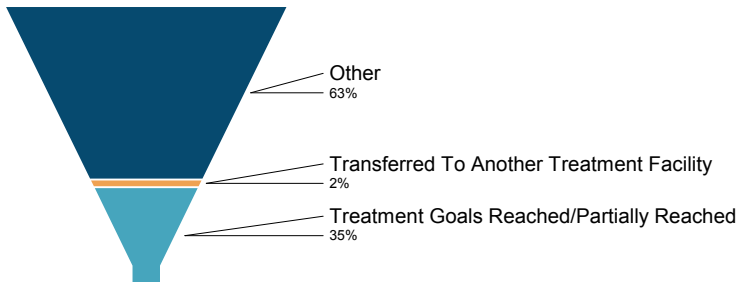 Other
63%
Transferred To Another Treatment Facility
2%
Treatment Goals Reached/Partially Reached
35%